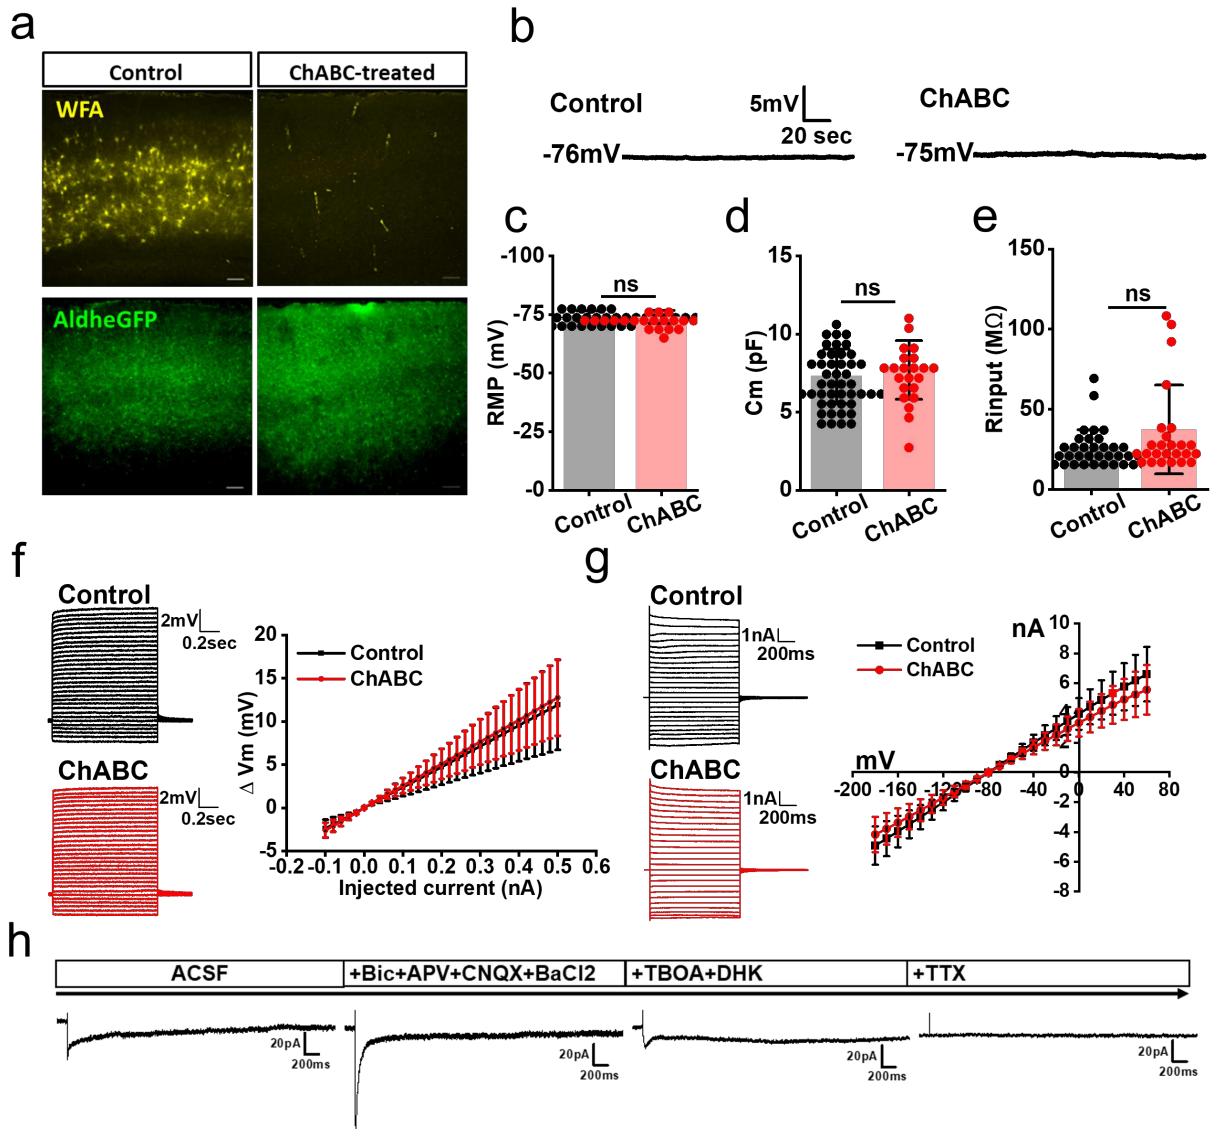 a
Control
ChABC-treated
WFA
AldheGFP
b
Control
5mV
20 sec
-76mV
ChABC
-75mV
c
-100
-75
-50
-25
-0
RMP (mV)
ns
Control
ChABC
d
15
10
5
0
Cm (pF)
ns
Control
ChABC
e
150
100
50
0
Rinput (MΩ)
ns
Control
ChABC
f
Control
2mV
0.2sec
ChABC
2mV
0.2sec
20
15
10
5
0
-5
Δ Vm (mV)
Control
ChABC
-0.2 -0.1 0.0 0.1 0.2 0.3 0.4 0.5 0.6
Injected current (nA)
g
Control
1nA
200ms
ChABC
1nA
200ms
nA
Control
ChABC
mV
10
8
6
4
2
0
-2
-4
-6
-8
-200 -160 -120 -80 -40 0 40 80
h
ACSF +Bic+APV+CNQX+BaCl2 +TBOA+DHK +TTX
20pA
200ms
20pA
200ms
20pA
200ms
20pA
200ms